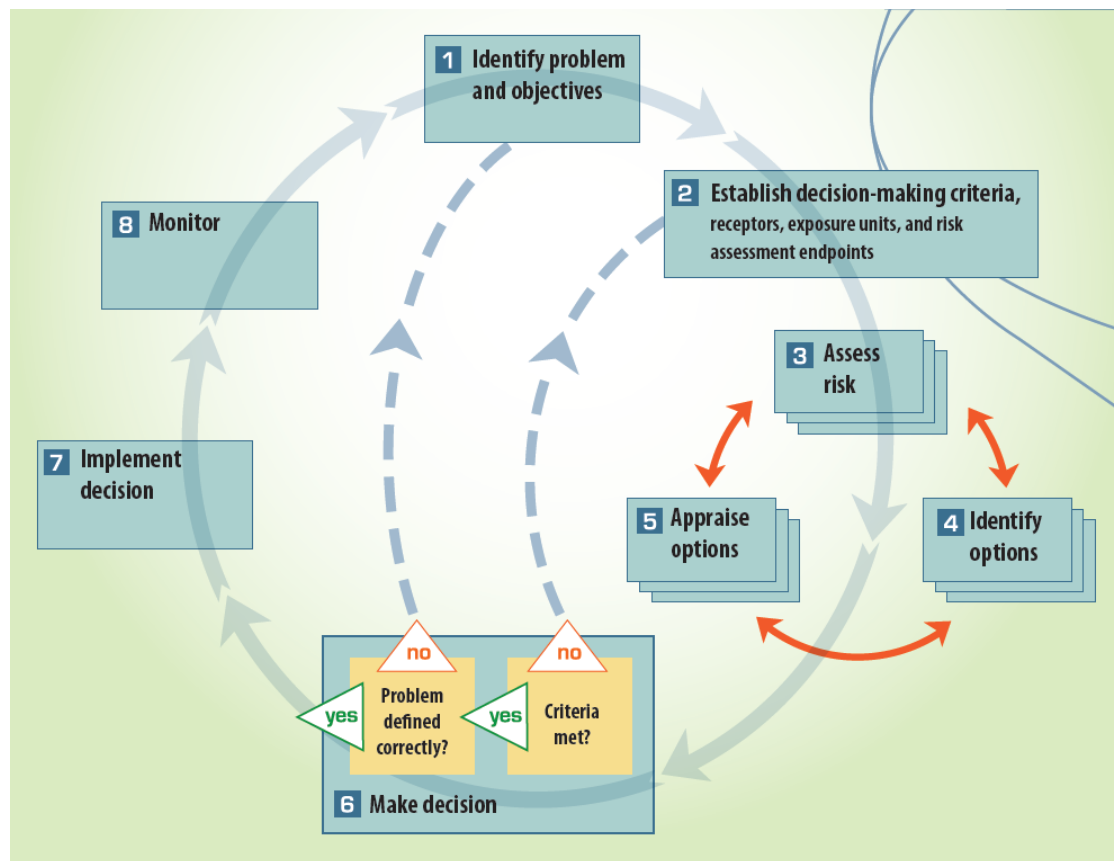 1 Identify problem
and objectives
2 Establish decision-making criteria,
receptors, exposure units, and risk
assessment endpoints
3 Assess
risk
4 Identify
options
5 Appraise
options
6 Make decision
Criteria
met?
no
yes
Problem
defined
correctly?
no
yes
7 Implement
decision
8 Monitor